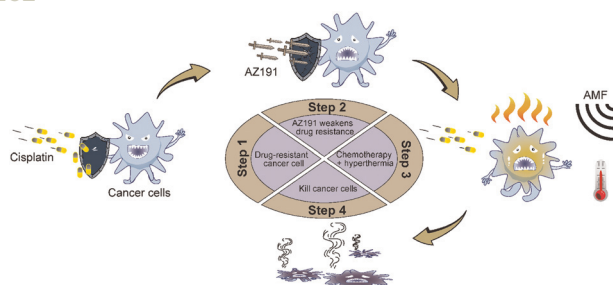 AZ191
AMF
Cisplatin
Cancer cells
Step 1
Drug-resistant
cancer cell
Step 2
AZ191 weakens
drug resistance
Step 3
Chemotherapy
+ hyperthermia
Step 4
Kill cancer cells